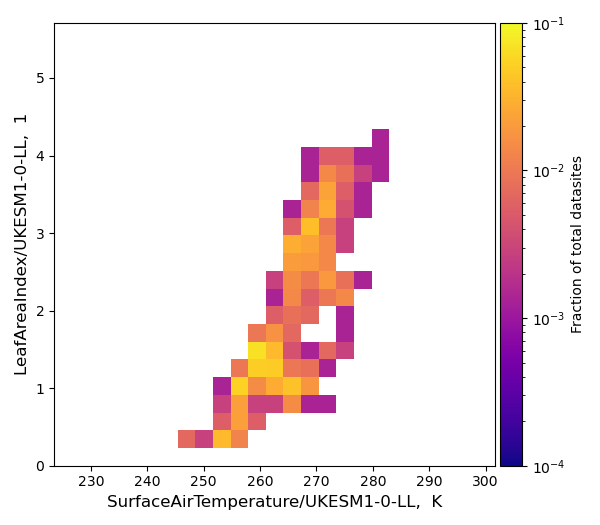 LeafAreaIndex/UKESM1-0-LL,  1
5
4
3
2
1
0
230 240 250 260 270 280 290 300
SurfaceAirTemperature/UKESM1-0-LL,  K
10⁻¹
10⁻²
10⁻³
10⁻⁴
Fraction of total datasites